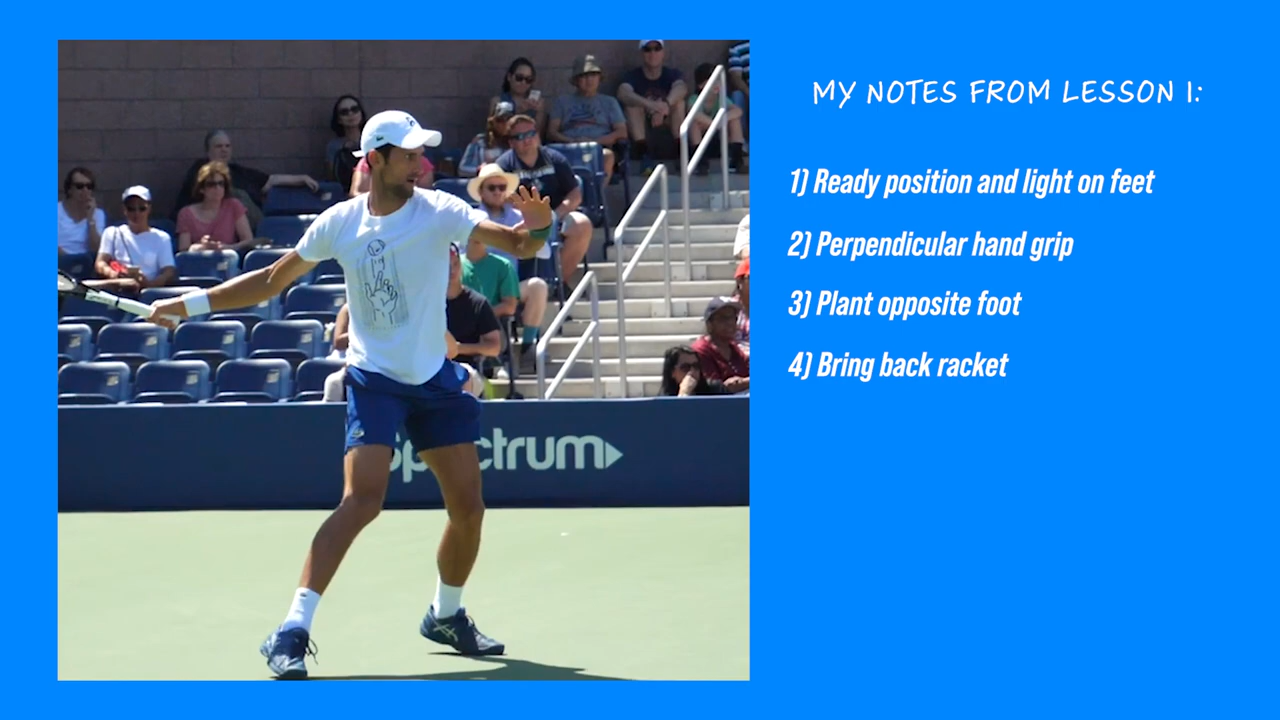 MY NOTES FROM LESSON 1:
1) Ready position and light on feet
2) Perpendicular hand grip
3) Plant opposite foot
4) Bring back racket
Spectrum